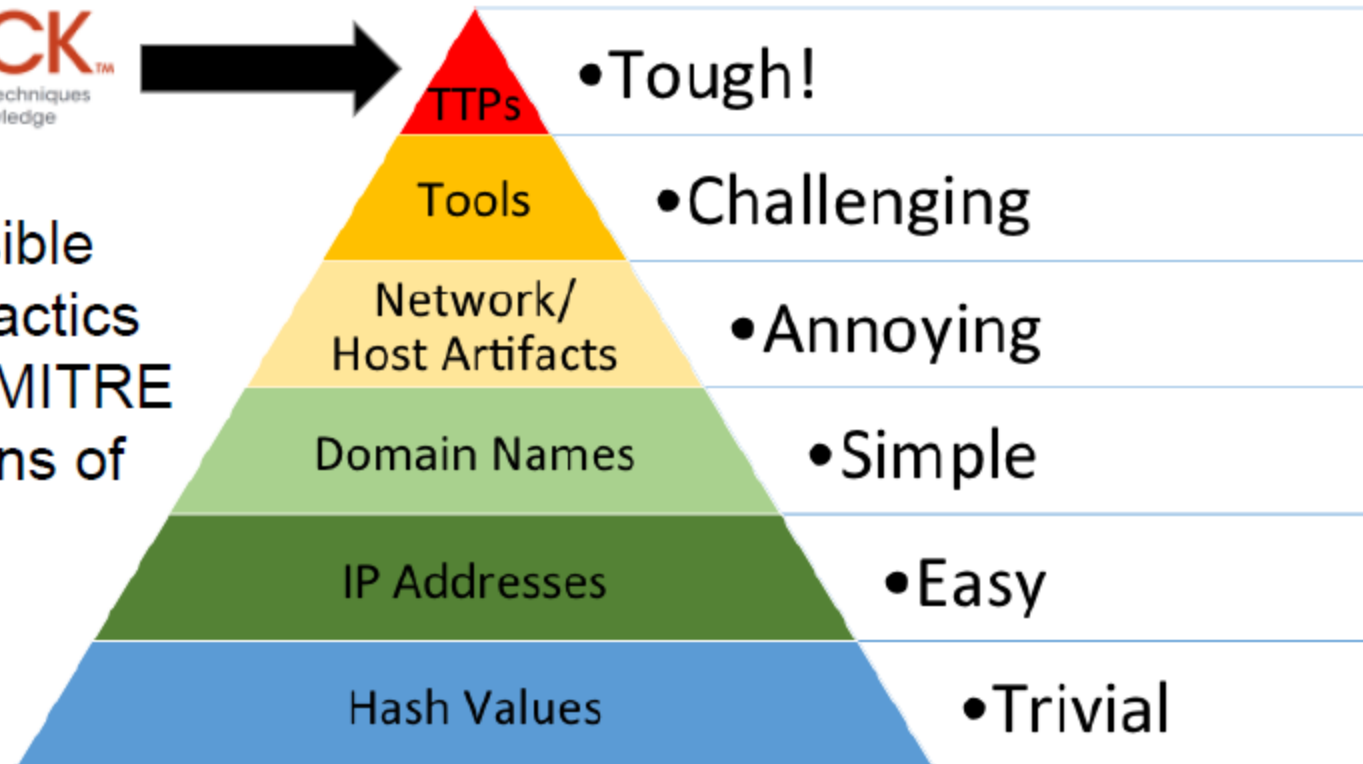 CK™
echniques
ledge
TTPs
•Tough!
Tools
•Challenging
ible
Network/
Host Artifacts
•Annoying
actics
MITRE
ns of
Domain Names
•Simple
IP Addresses
•Easy
Hash Values
•Trivial